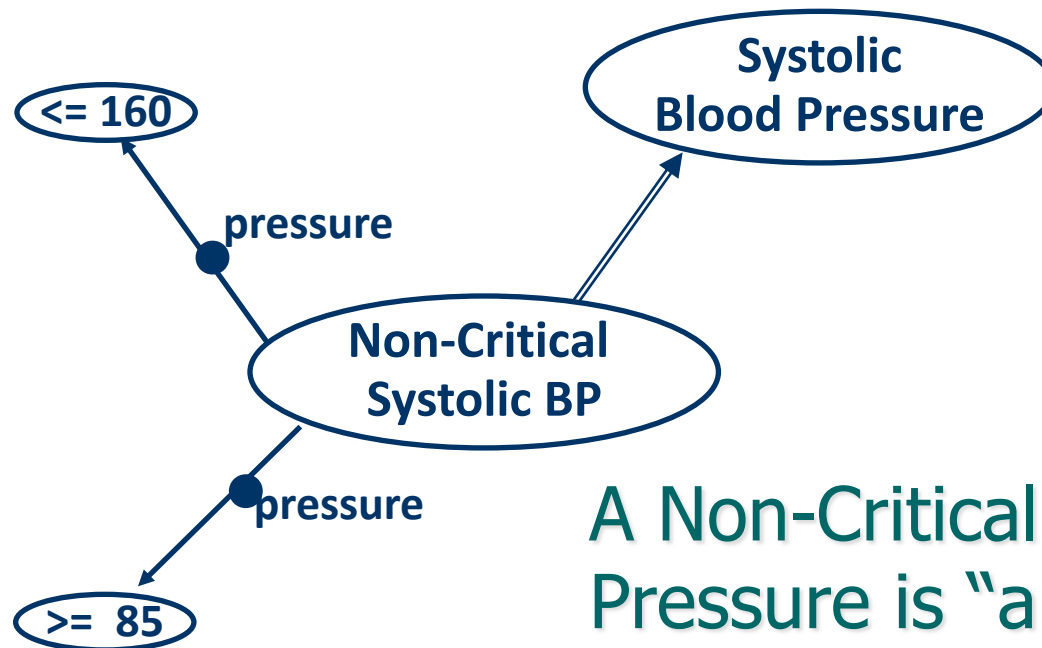 Systolic
Blood Pressure
<= 160
pressure
Non-Critical
Systolic BP
pressure
A Non-Critical
Pressure is “a
>= 85